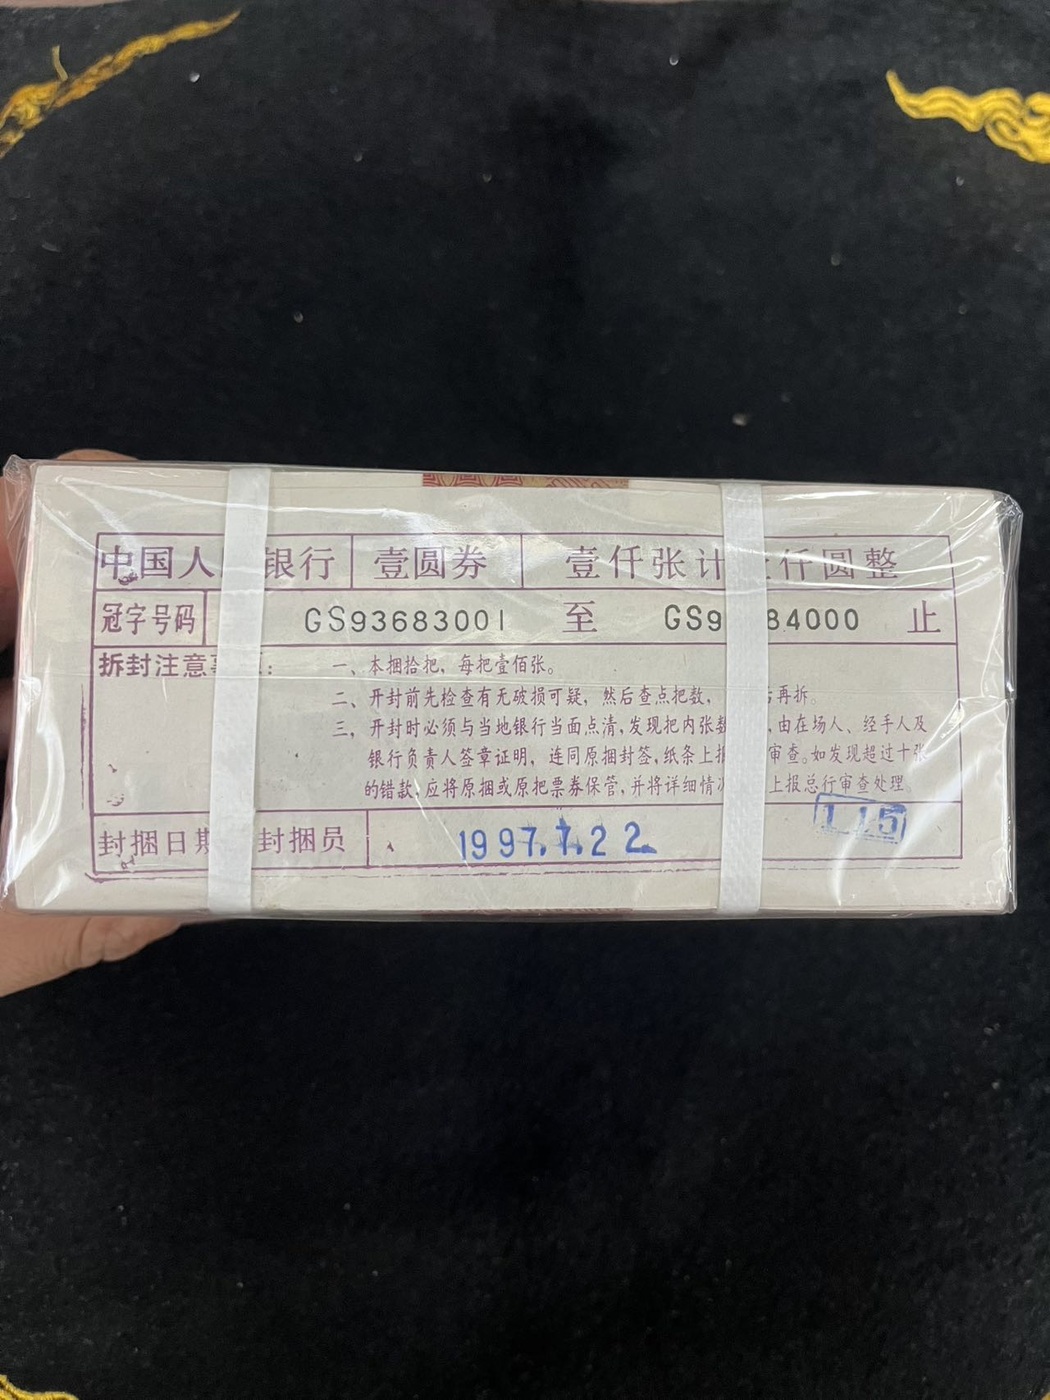 中国人 银行 壹圆券 壹仟张计 仟圆整
冠字号码 GS93683001 至 GS9 84000 止
拆封注意事 :
一、本捆拾把，每把壹佰张。
二、开封前先检查有无破损可疑，然后查点把数， 再拆。
三、开封时必须与当地银行当面点清，发现把内张数 ，由在场人、经手人及
银行负责人签章证明，连同原捆封签，纸条上报 审查。如发现超过十张
的错款，应将原捆或原把票券保管，并将详细情况 上报总行审查处理
封捆日期 封捆员 1997.7.22. 115